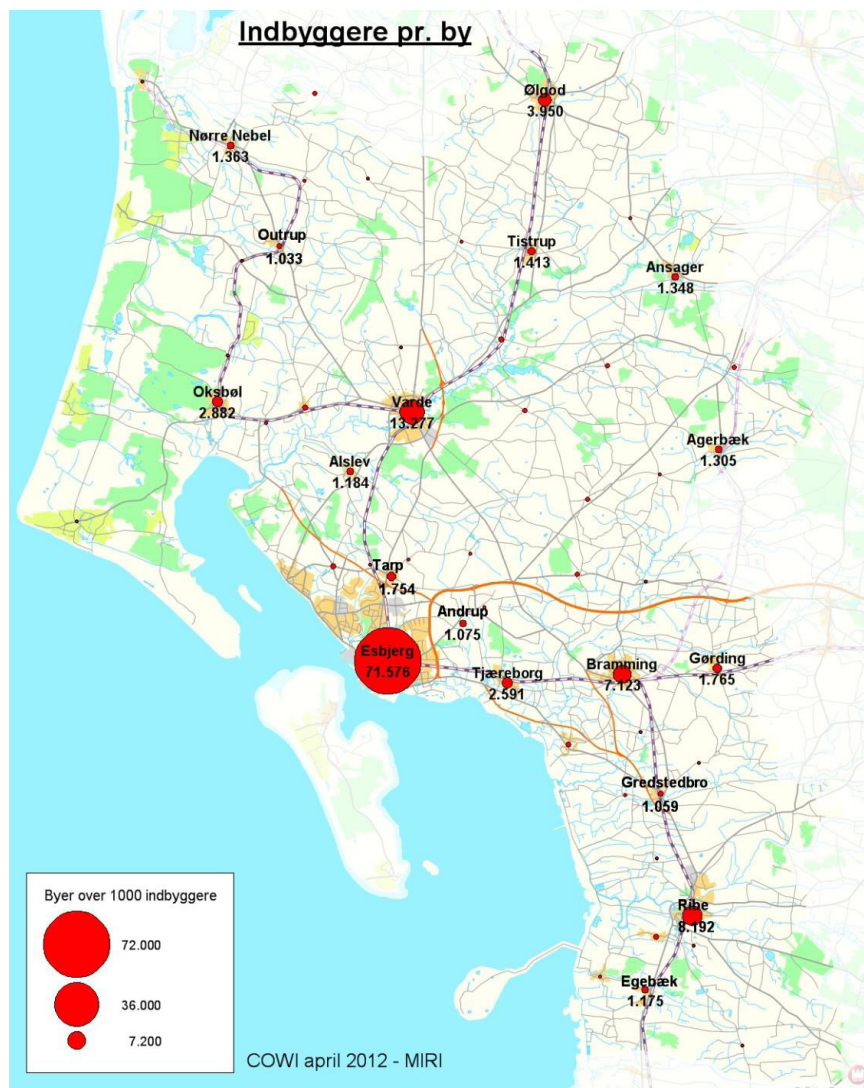 Indbyggere pr. by
Ølgod
3.950
Nørre Nebel
1.363
Outrup
1.033
Tistrup
1.413
Ansager
1.348
Oksbøl
2.882
Varde
13.277
Agerbæk
1.305
Alslev
1.184
Tarp
1.754
Andrup
1.075
Esbjerg
71.576
Tjæreborg
2.591
Bramming
7.123
Gørding
1.765
Gredstedbro
1.059
Ribe
8.192
Egebæk
1.175
Byer over 1000 indbyggere
72.000
36.000
7.200
COWI april 2012 - MIRI